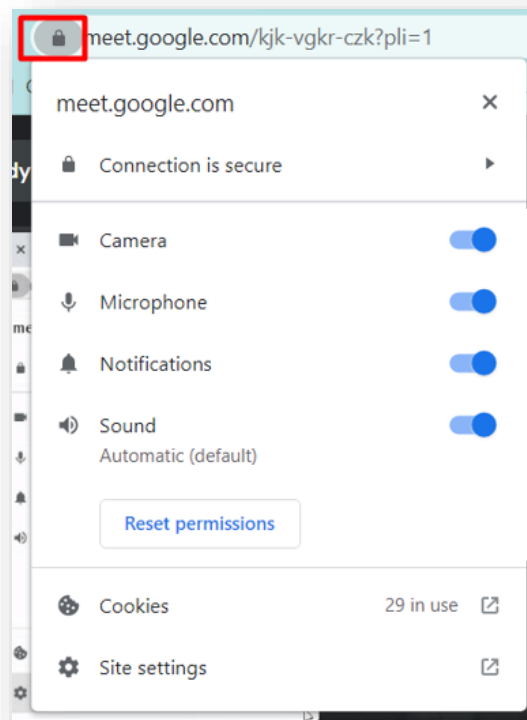 meet.google.com/kjk-vgkr-czk?pli=1
meet.google.com
Connection is secure
Camera
Microphone
Notifications
Sound
Automatic (default)
Reset permissions
Cookies 29 in use
Site settings